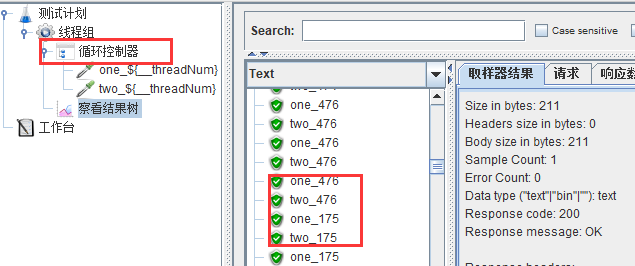 测试计划
线程组
循环控制器
one_${__threadNum}
two_${__threadNum}
察看结果树
工作台
Search:
Case sensitive
Text
one_476
two_476
one_476
two_476
one_476
two_476
one_175
two_175
one_175
取样器结果
请求
响应数
Size in bytes: 211
Headers size in bytes: 0
Body size in bytes: 211
Sample Count: 1
Error Count: 0
Data type ("text"|"bin"|""): text
Response code: 200
Response message: OK